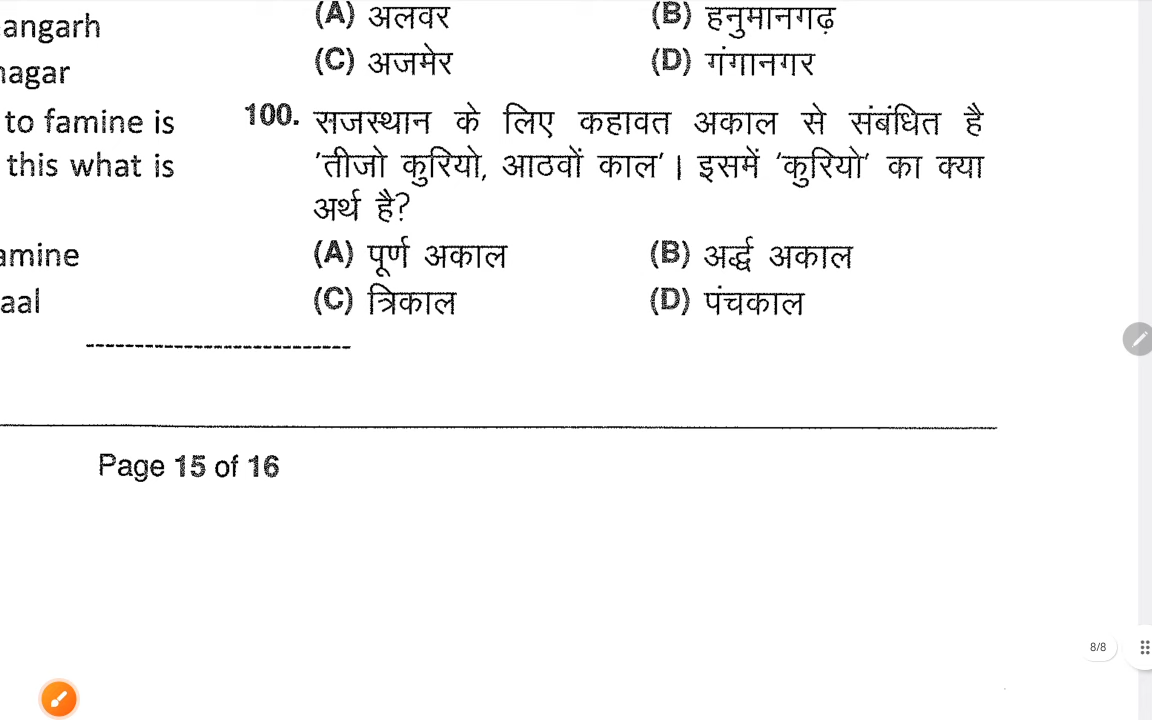 angarh
(A) अलवर (B) हनुमानगढ़
nagar
(C) अजमेर (D) गंगानगर
to famine is
this what is
100. राजस्थान के लिए कहावत अकाल से संबंधित है
'तीजो कुरियो, आठवों काल'। इसमें 'कुरियो' का क्या
अर्थ है?
amine
(A) पूर्ण अकाल (B) अर्द्ध अकाल
aal
(C) त्रिकाल (D) पंचकाल
Page 15 of 16
8/8